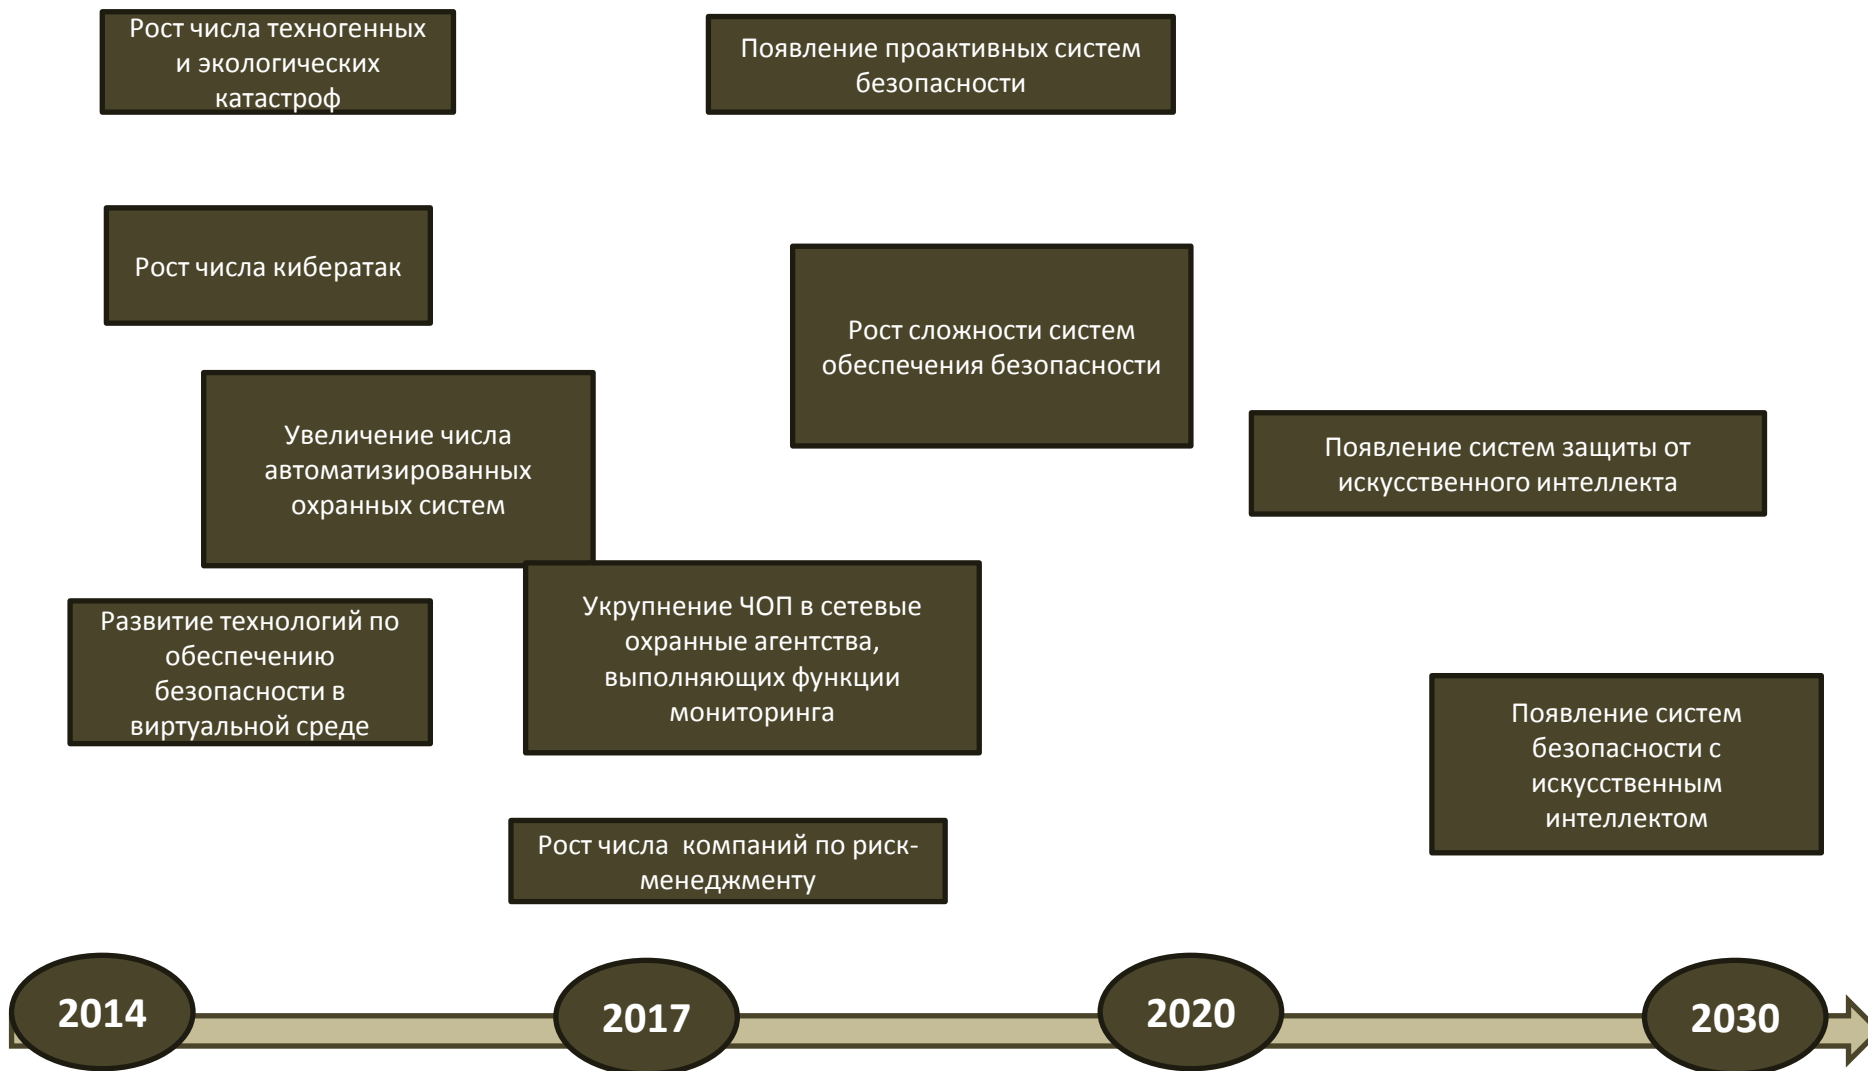 Рост числа техногенных
и экологических
катастроф
Появление проактивных систем
безопасности
Рост числа кибератак
Рост сложности систем
обеспечения безопасности
Увеличение числа
автоматизированных
охранных систем
Появление систем защиты от
искусственного интеллекта
Развитие технологий по
обеспечению
безопасности в
виртуальной среде
Укрупнение ЧОП в сетевые
охранные агентства,
выполняющих функции
мониторинга
Появление систем
безопасности с
искусственным
интеллектом
Рост числа  компаний по риск-
менеджменту
2014
2017
2020
2030